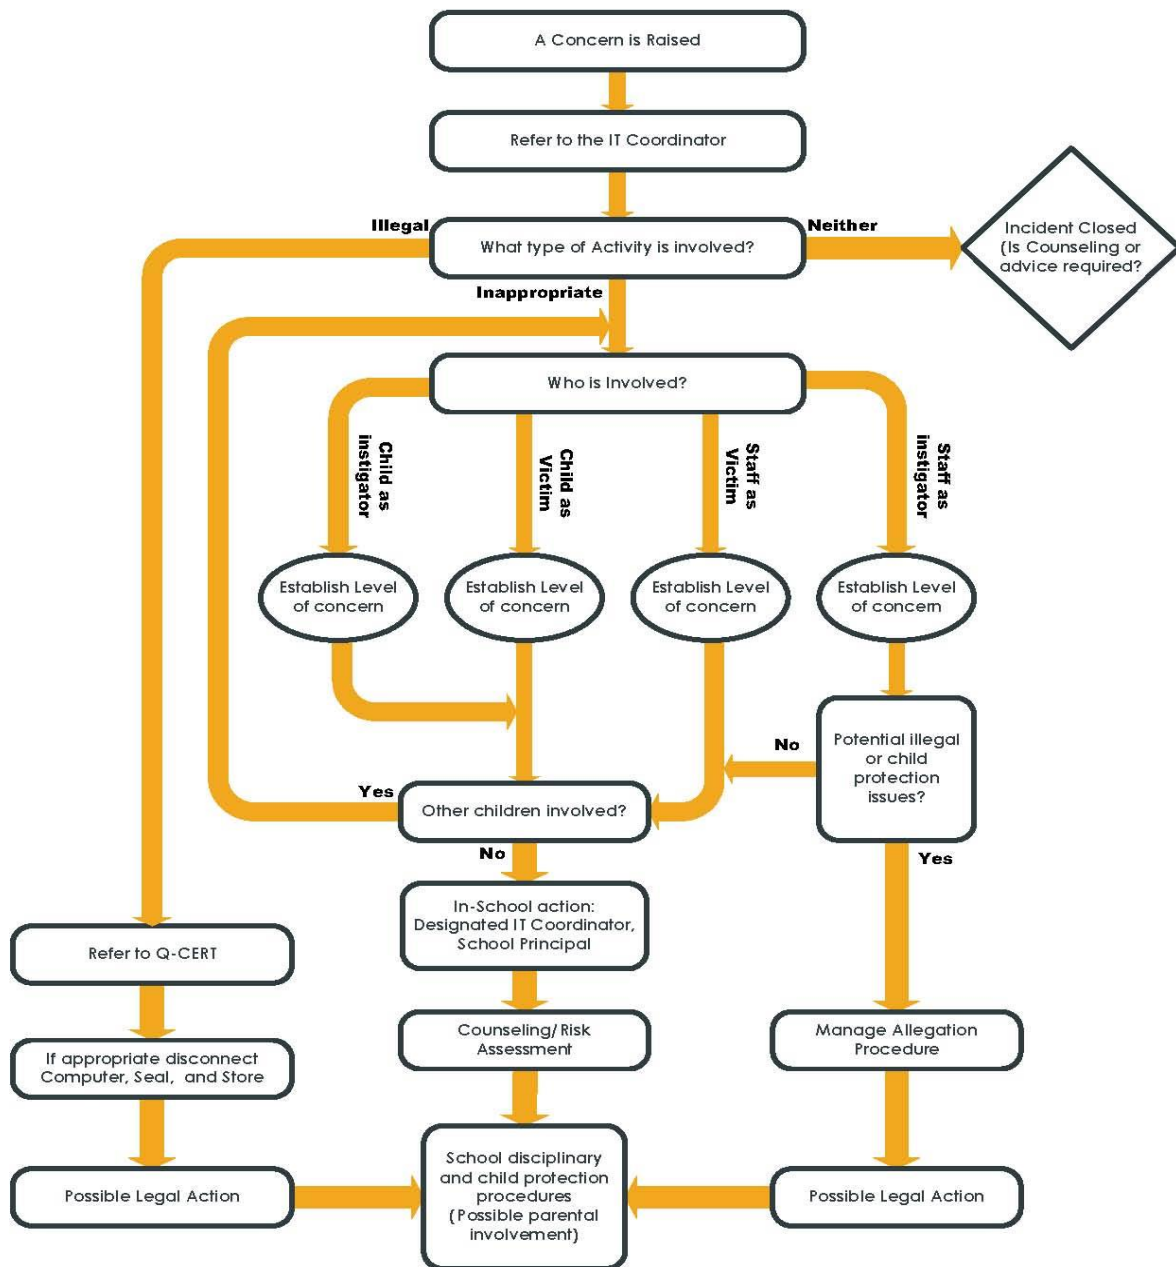 A Concern is Raised
Refer to the IT Coordinator
Illegal
What type of Activity is involved?
Neither
Incident Closed
(Is Counseling or
advice required?
Inappropriate
Who is Involved?
Child as
instigator
Child as
Victim
Staff as
Victim
Staff as
instigator
Establish Level
of concern
Establish Level
of concern
Establish Level
of concern
Establish Level
of concern
Potential illegal
or child
protection
issues?
No
Yes
Other children involved?
Yes
No
In-School action:
Designated IT Coordinator,
School Principal
Refer to Q-CERT
Counseling/ Risk
Assessment
Manage Allegation
Procedure
If appropriate disconnect
Computer, Seal, and Store
School disciplinary
and child protection
procedures
(Possible parental
involvement)
Possible Legal Action
Possible Legal Action